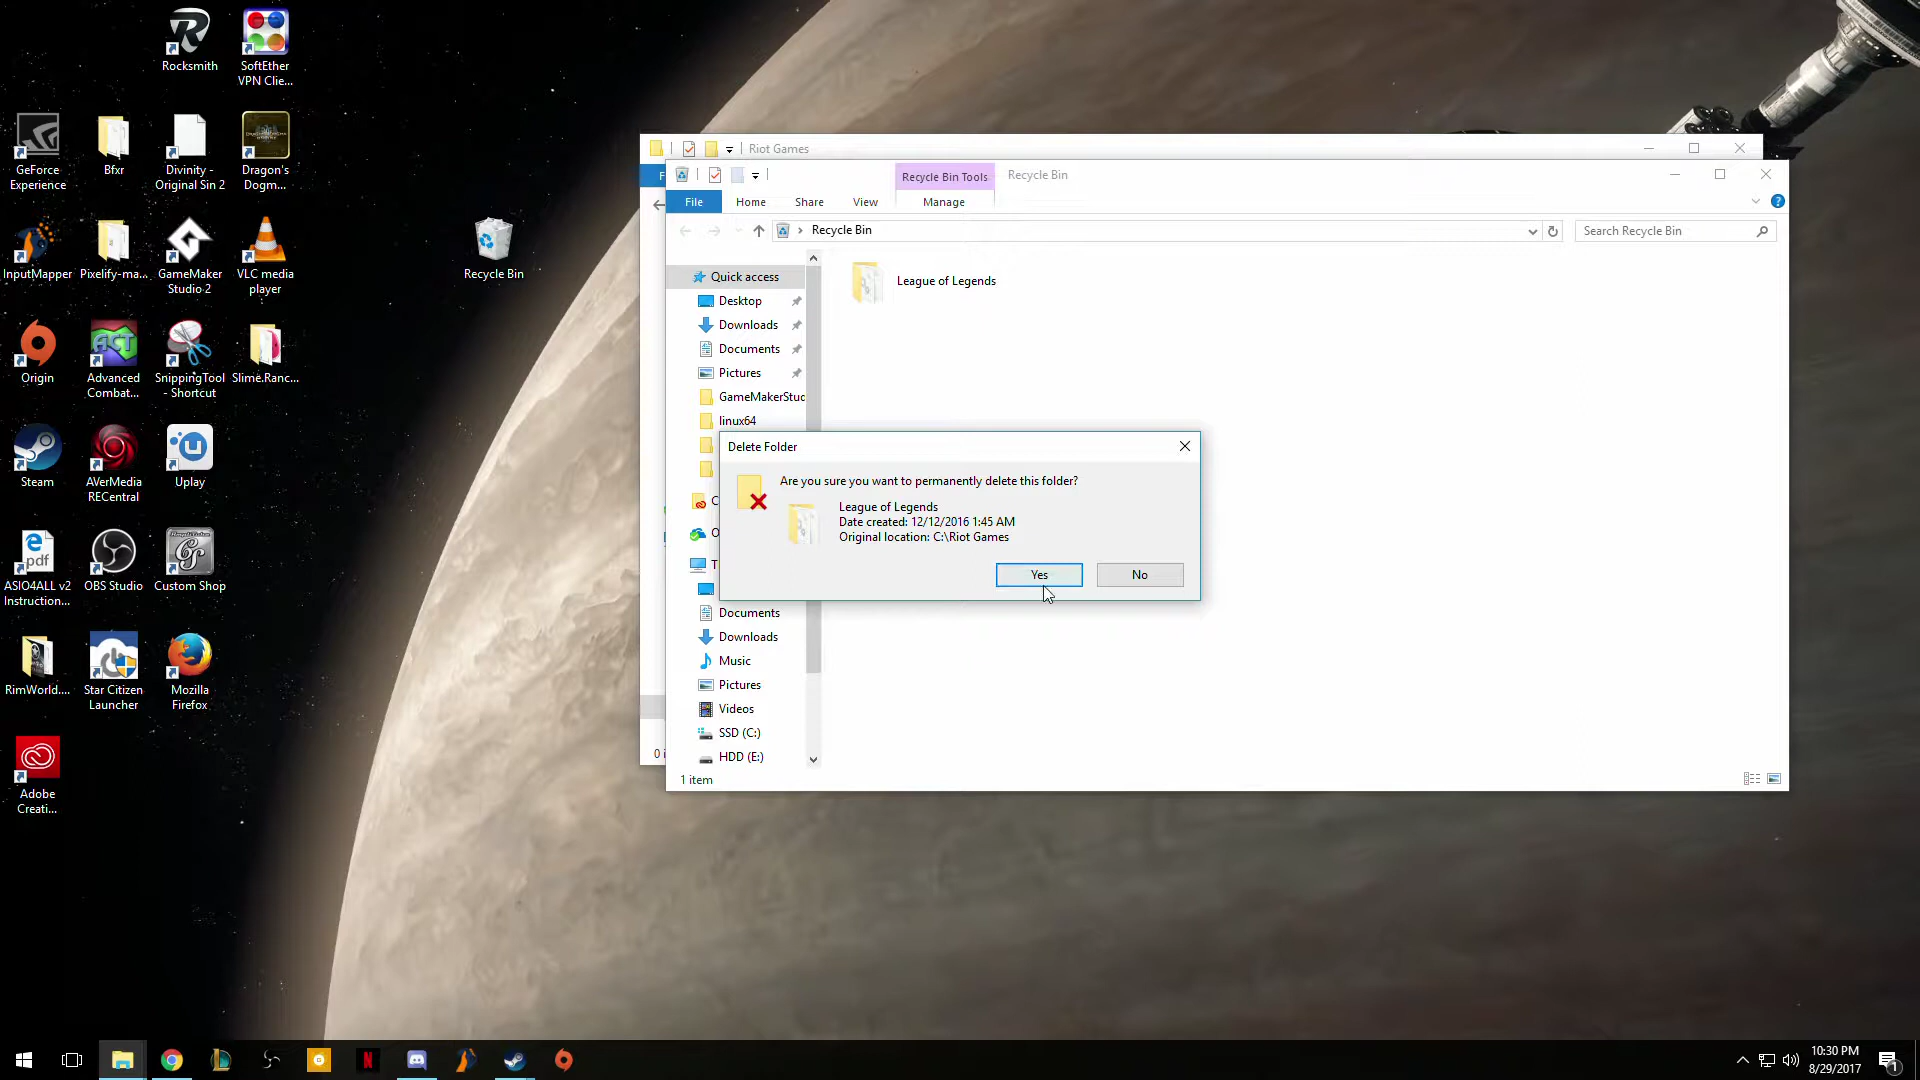 Rocksmith
SoftEther
VPN Clie...
GeForce
Experience
Bfxr
Divinity -
Original Sin 2
Dragon's
Dogm...
InputMapper
Pixelify-ma...
GameMaker
Studio 2
VLC media
player
Recycle Bin
Origin
ACT
Advanced
Combat...
SnippingTool
- Shortcut
Slime.Ranc...
Steam
AVerMedia
RECentral
Uplay
pdf
ASIO4ALL v2
Instruction...
OBS Studio
Custom Shop
RimWorld....
Star Citizen
Launcher
Mozilla
Firefox
Adobe
Creati...
Riot Games
F
Recycle Bin Tools
Recycle Bin
File
Home
Share
View
Manage
Recycle Bin
Search Recycle Bin
Quick access
Desktop
Downloads
Documents
Pictures
GameMakerStuc
linux64
C
O
T
Documents
Downloads
Music
Pictures
Videos
SSD (C:)
HDD (E:)
League of Legends
0 i
1 item
Delete Folder
Are you sure you want to permanently delete this folder?
League of Legends
Date created: 12/12/2016 1:45 AM
Original location: C:\Riot Games
Yes
No
10:30 PM
8/29/2017
1